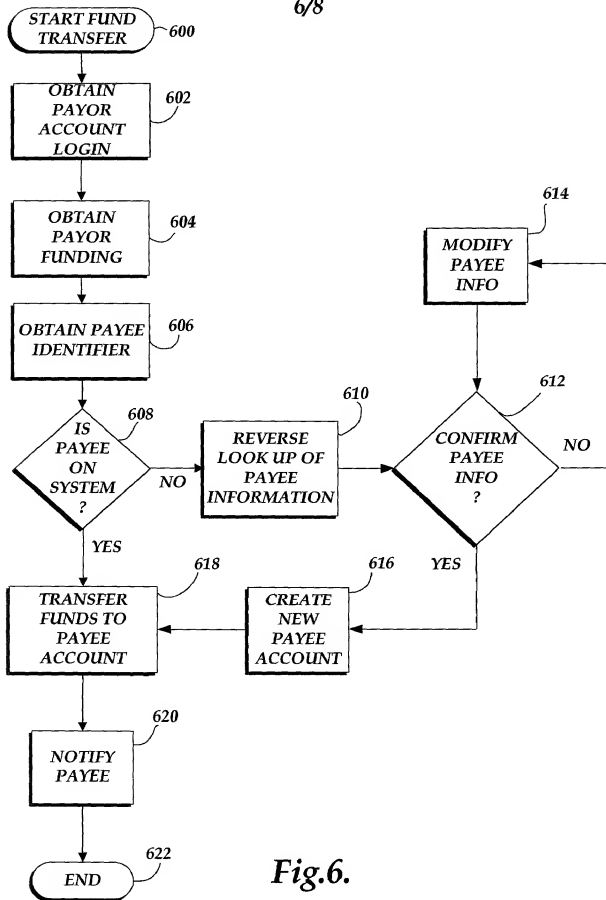 6/8
START FUND
TRANSFER
600
OBTAIN
PAYOR
ACCOUNT
LOGIN
602
OBTAIN
PAYOR
FUNDING
604
OBTAIN PAYEE
IDENTIFIER
606
IS
PAYEE
ON
SYSTEM
?
608
NO
YES
REVERSE
LOOK UP OF
PAYEE
INFORMATION
610
MODIFY
PAYEE
INFO
614
CONFIRM
PAYEE
INFO
?
612
NO
YES
CREATE
NEW
PAYEE
ACCOUNT
616
TRANSFER
FUNDS TO
PAYEE
ACCOUNT
618
NOTIFY
PAYEE
620
END
622
Fig.6.